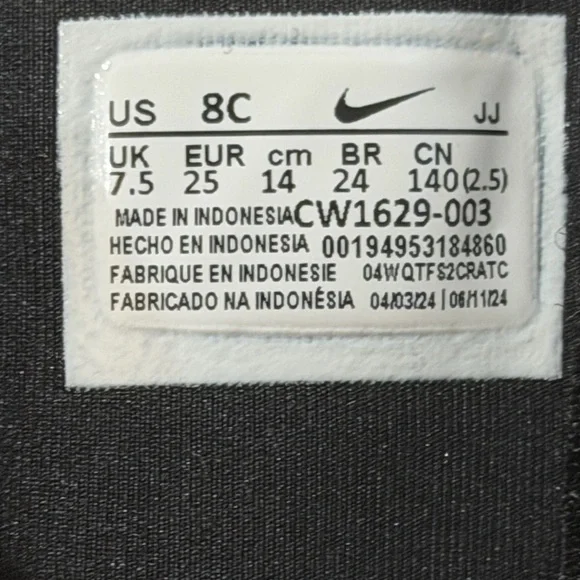 US 8C JJ
UK EUR cm BR CN
7.5 25 14 24 140(2.5)
MADE IN INDONESIA CW1629-003
HECHO EN INDONESIA 00194953184860
FABRIQUE EN INDONESIE 04WQTFS2CRATC
FABRICADO NA INDONÉSIA 04/03/24 | 06/11/24